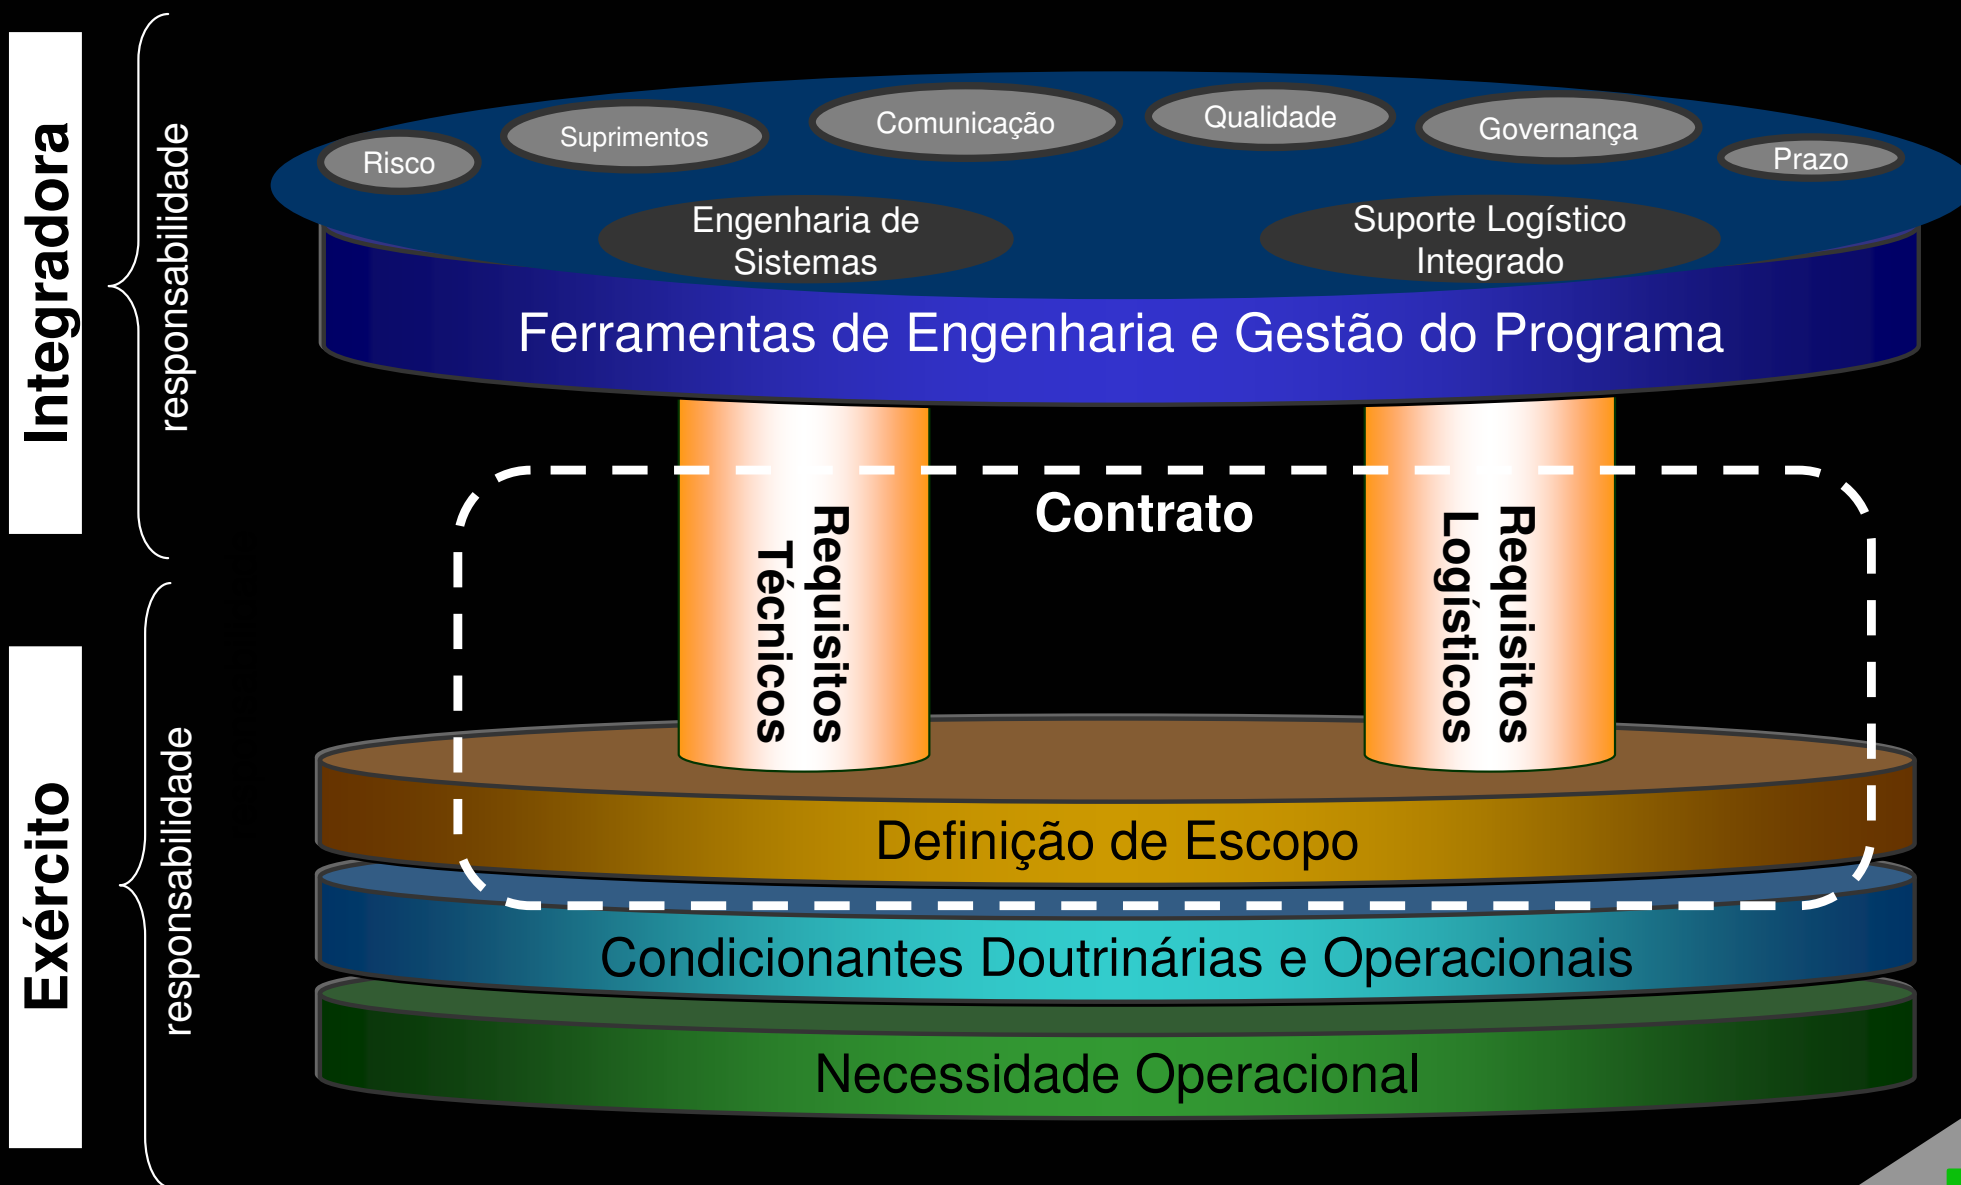 Integradora
responsabilidade
Risco
Suprimentos
Comunicação
Qualidade
Governança
Prazo
Engenharia de
Sistemas
Suporte Logístico
Integrado
Ferramentas de Engenharia e Gestão do Programa
Contrato
Requisitos
Técnicos
Requisitos
Logísticos
Exército
responsabilidade
Definição de Escopo
Condicionantes Doutrinárias e Operacionais
Necessidade Operacional